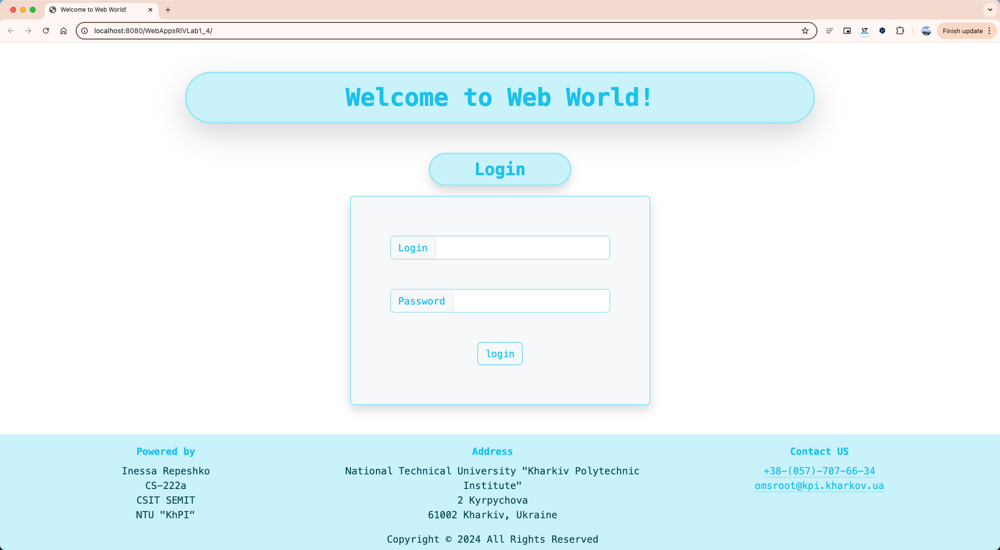 Welcome to Web World!
localhost:8080/WebAppsRIVLab1_4/
LT
Finish update
Welcome to Web World!
Login
Login
Password
login
Powered by
Inessa Repeshko
CS-222a
CSIT SEMIT
NTU "KhPI"
Address
National Technical University "Kharkiv Polytechnic
Institute"
2 Kyrpychova
61002 Kharkiv, Ukraine
Contact US
+38-(057)-707-66-34
omsroot@kpi.kharkov.ua
Copyright © 2024 All Rights Reserved